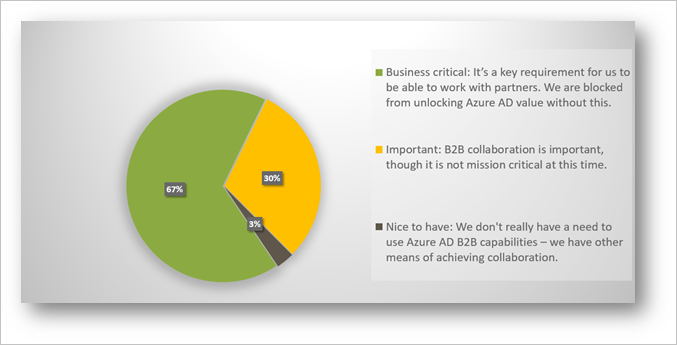 Business critical: It’s a key requirement for us to
be able to work with partners. We are blocked
from unlocking Azure AD value without this.
67%
30%
Important: B2B collaboration is important,
though it is not mission critical at this time.
3%
Nice to have: We don't really have a need to
use Azure AD B2B capabilities – we have other
means of achieving collaboration.